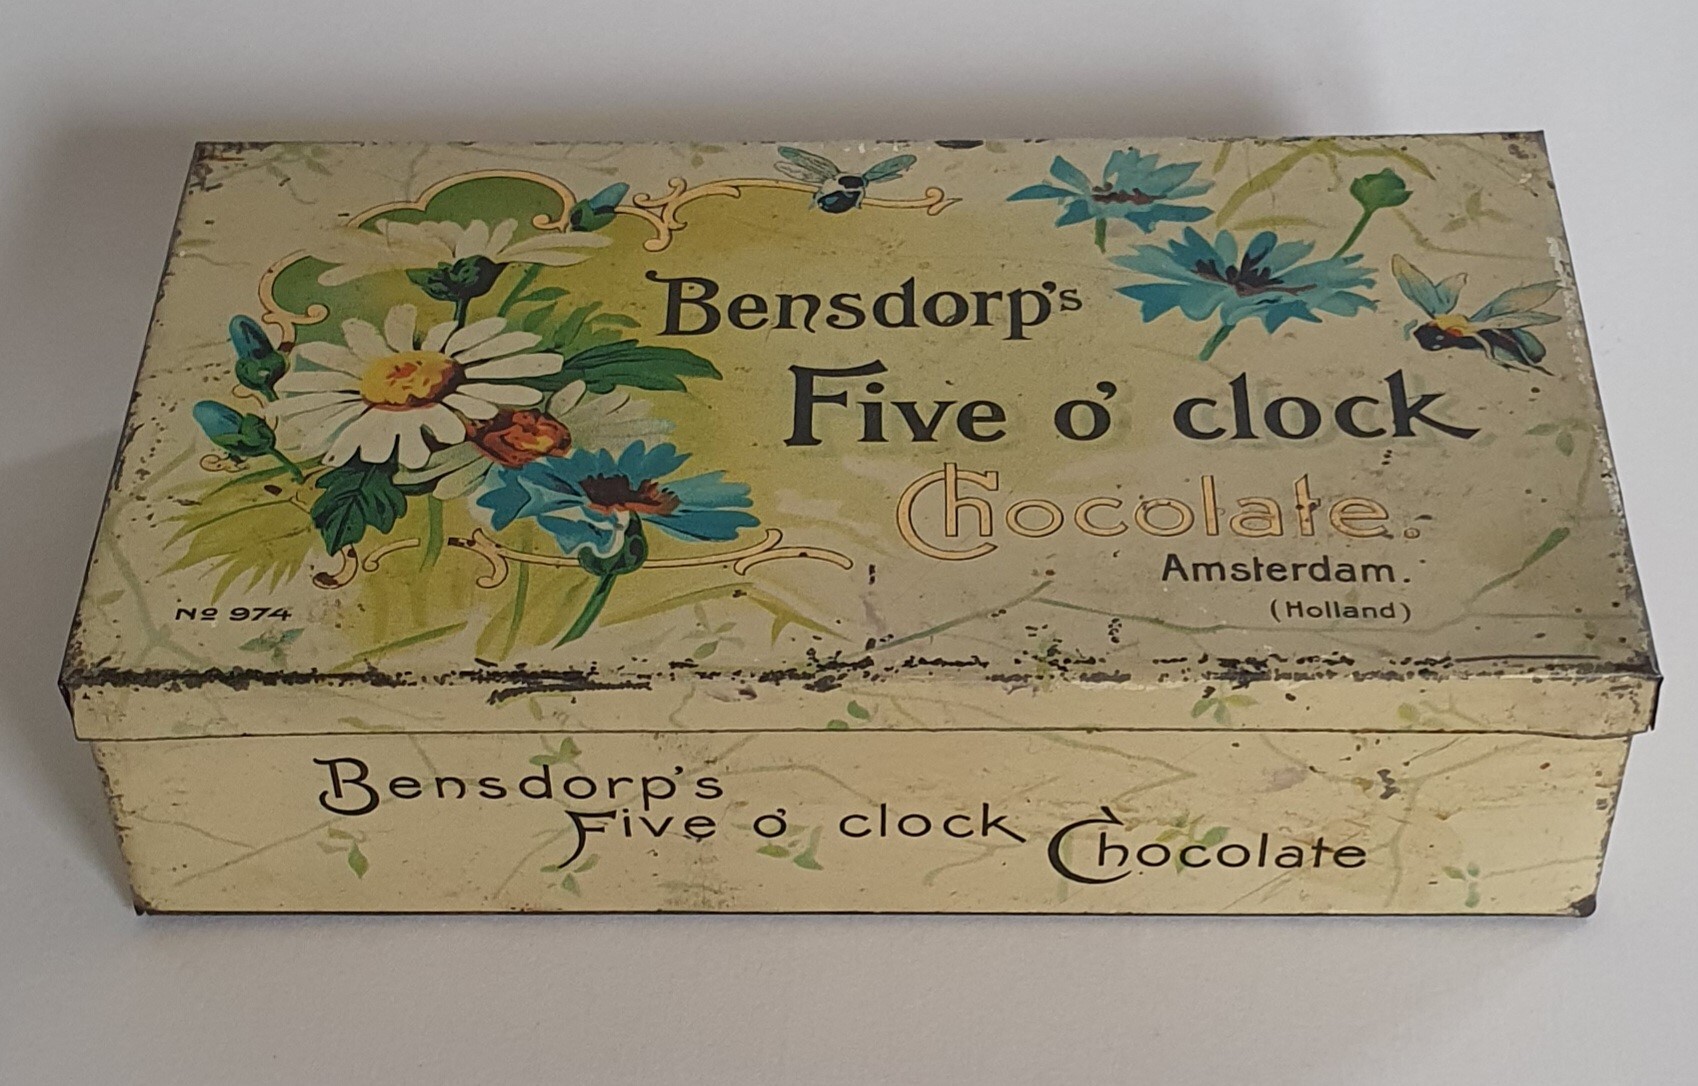 Bensdorp's
Five o' clock
Chocolate.
Amsterdam.
(Holland)
Nº 974
Bensdorp's
Five o' clock
Chocolate